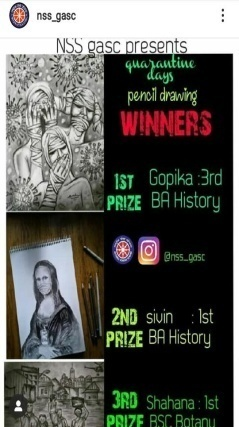 nss_gasc
NSS gasc presents
quarantine
days
pencil drawing
WINNERS
1ST
PRIZE
Gopika :3rd
BA History
@nss_gasc
2ND
PRIZE
sivin : 1st
BA History
3RD
PRIZE
Shahana : 1st
BSC Botany